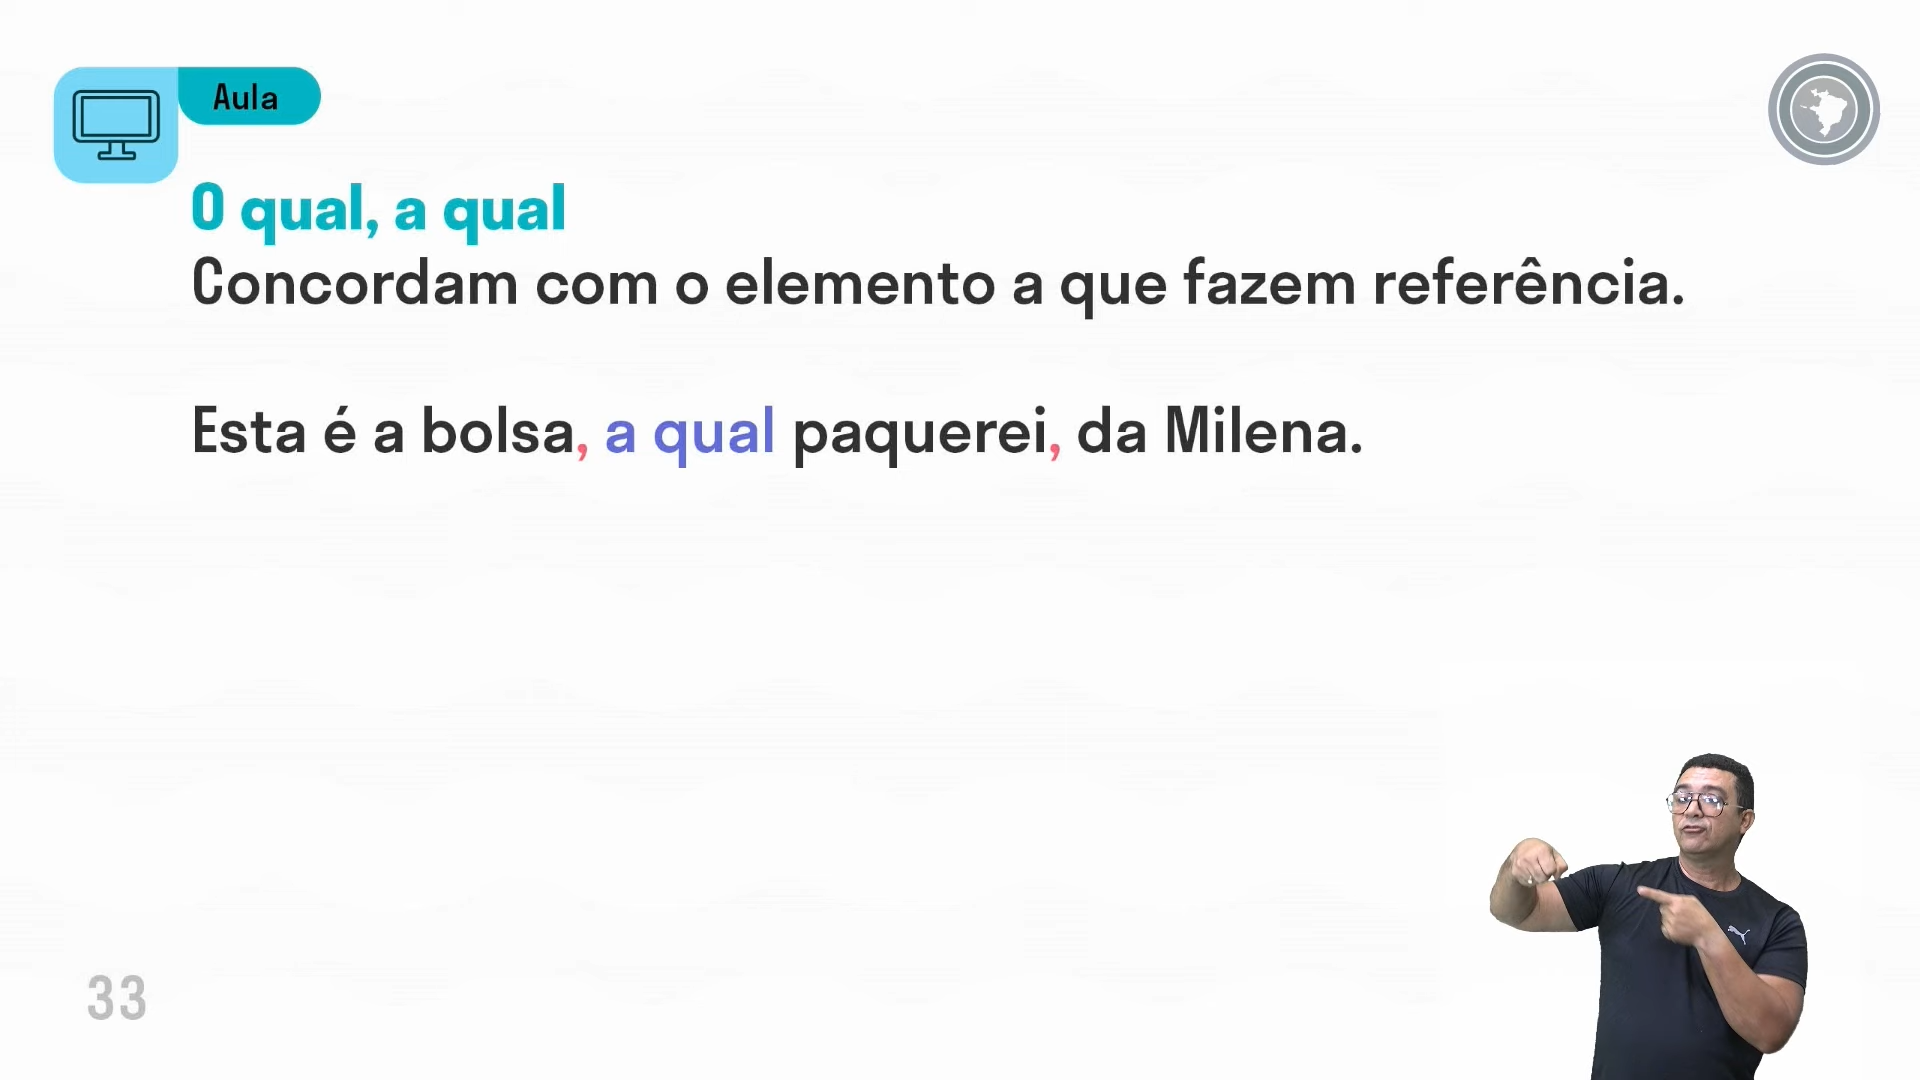 Aula
O qual, a qual
Concordam com o elemento a que fazem referência.
Esta é a bolsa, a qual paquerei, da Milena.
33